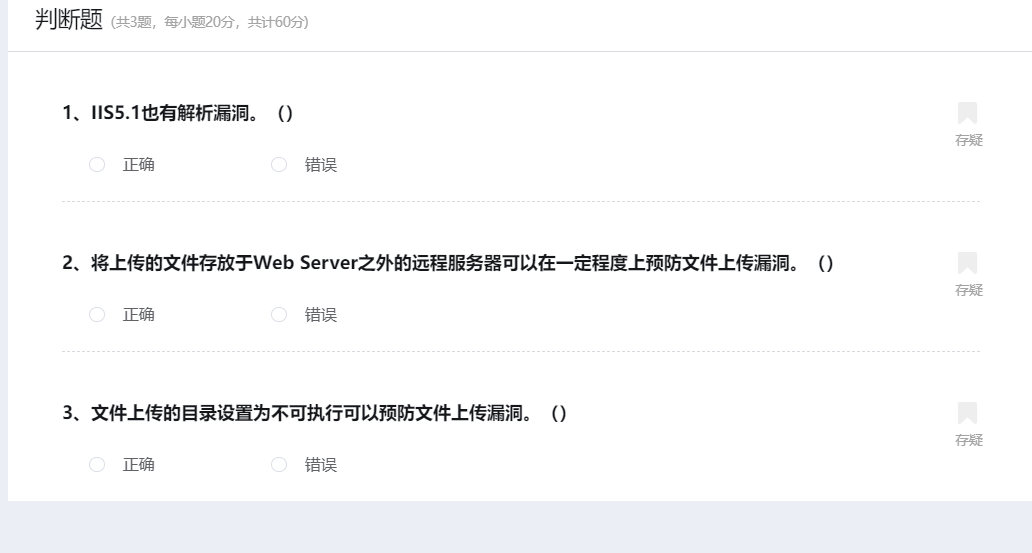 判断题 (共3题，每小题20分，共计60分)
1、IIS5.1也有解析漏洞。（）
存疑
正确 错误
2、将上传的文件存放于Web Server之外的远程服务器可以在一定程度上预防文件上传漏洞。（）
存疑
正确 错误
3、文件上传的目录设置为不可执行可以预防文件上传漏洞。（）
存疑
正确 错误